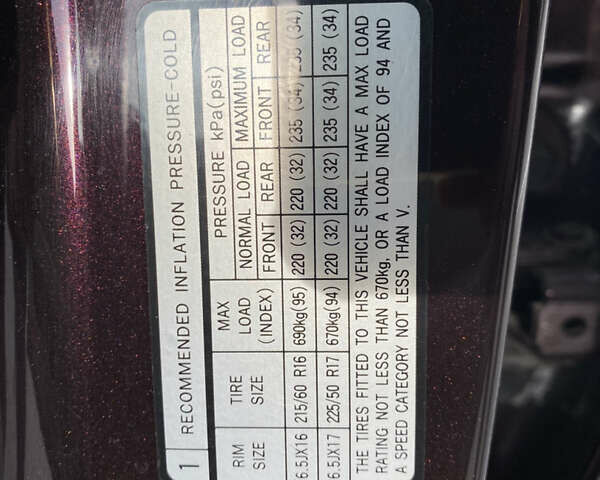 1 RECOMMENDED INFLATION PRESSURE-COLD
RIM SIZE TIRE SIZE MAX LOAD (INDEX) PRESSURE kPa(psi)
NORMAL LOAD MAXIMUM LOAD
FRONT REAR FRONT REAR
6.5JX16 215/60 R16 690kg(95) 220 (32) 220 (32) 235 (34) 235 (34)
6.5JX17 225/50 R17 670kg(94) 220 (32) 220 (32) 235 (34) 235 (34)
THE TIRES FITTED TO THIS VEHICLE SHALL HAVE A MAX LOAD
RATING NOT LESS THAN 670kg, OR A LOAD INDEX OF 94 AND
A SPEED CATEGORY NOT LESS THAN V.